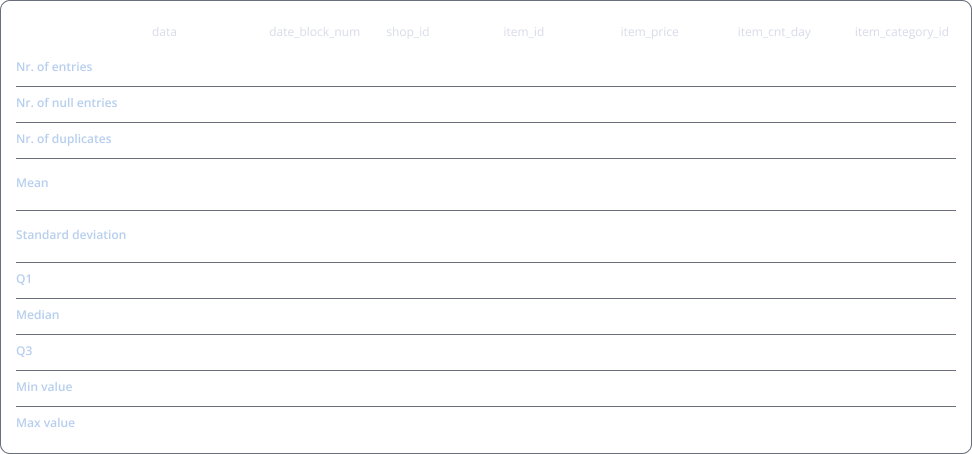 data date_block_num shop_id item_id item_price item_cnt_day item_category_id
Nr. of entries
Nr. of null entries
Nr. of duplicates
Mean
Standard deviation
Q1
Median
Q3
Min value
Max value